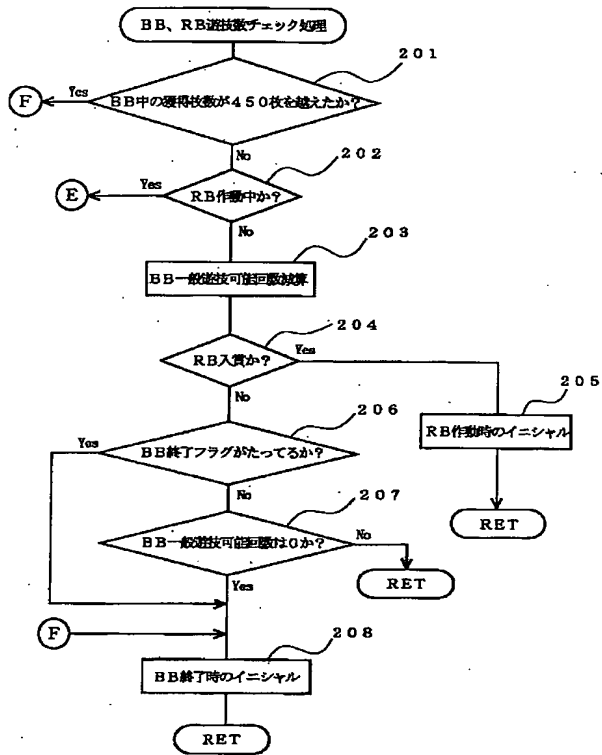 BB、RB遊技数チェック処理
201
Yes
F
BB中の獲得枚数が450枚を越えたか?
No
202
Yes
E
RB作動中か?
No
203
BB一般遊技可能回数減算
204
RB入賞か?
Yes
No
205
RB作動時のイニシャル
206
Yes
BB終了フラグがたってるか?
RET
No
207
BB一般遊技可能回数は0か?
No
RET
Yes
F
208
BB終了時のイニシャル
RET